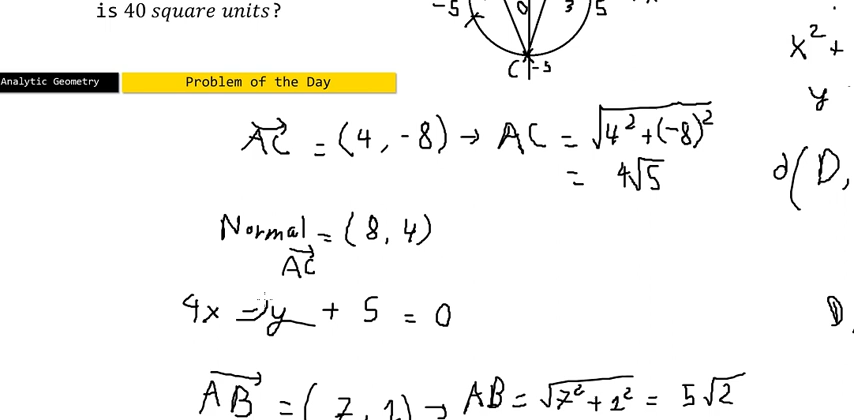 is 40 square units?
-5 0 3 5
C -5
x² +
Analytic Geometry Problem of the Day
y
AC = (4, -8) → AC = √4² + (-8)²
= 4√5
d(D,
Normal = (8, 4)
AC
4x y + 5 = 0
D,
AB = (7, 1) → AB = √7² + 1² = 5√2